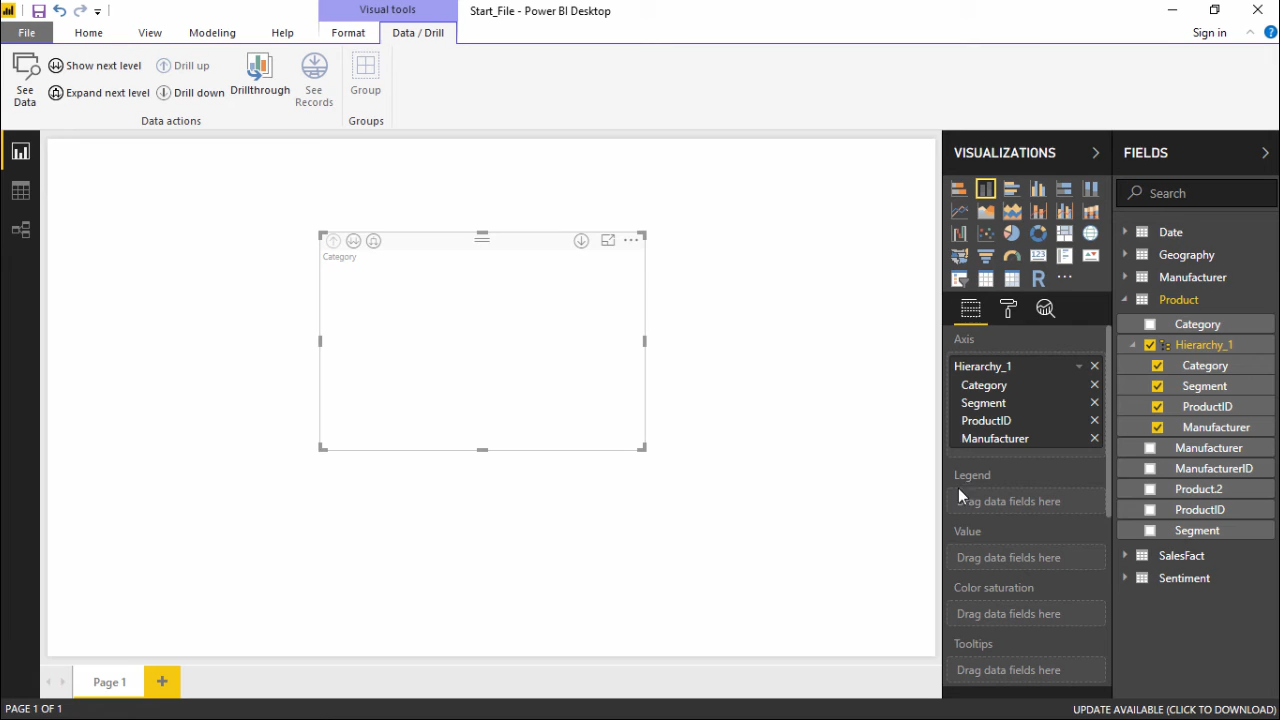 Visual tools
Start_File - Power BI Desktop
File
Home
View
Modeling
Help
Format
Data / Drill
Sign in
See Data
Show next level
Expand next level
Drill up
Drill down
Drillthrough
See Records
Group
Data actions
Groups
Category
VISUALIZATIONS
R
123
Axis
Hierarchy_1
Category
Segment
ProductID
Manufacturer
Legend
Drag data fields here
Value
Drag data fields here
Color saturation
Drag data fields here
Tooltips
Drag data fields here
FIELDS
Search
Date
Geography
Manufacturer
Product
Category
Hierarchy_1
Category
Segment
ProductID
Manufacturer
Manufacturer
ManufacturerID
Product.2
ProductID
Segment
SalesFact
Sentiment
Page 1
PAGE 1 OF 1
UPDATE AVAILABLE (CLICK TO DOWNLOAD)